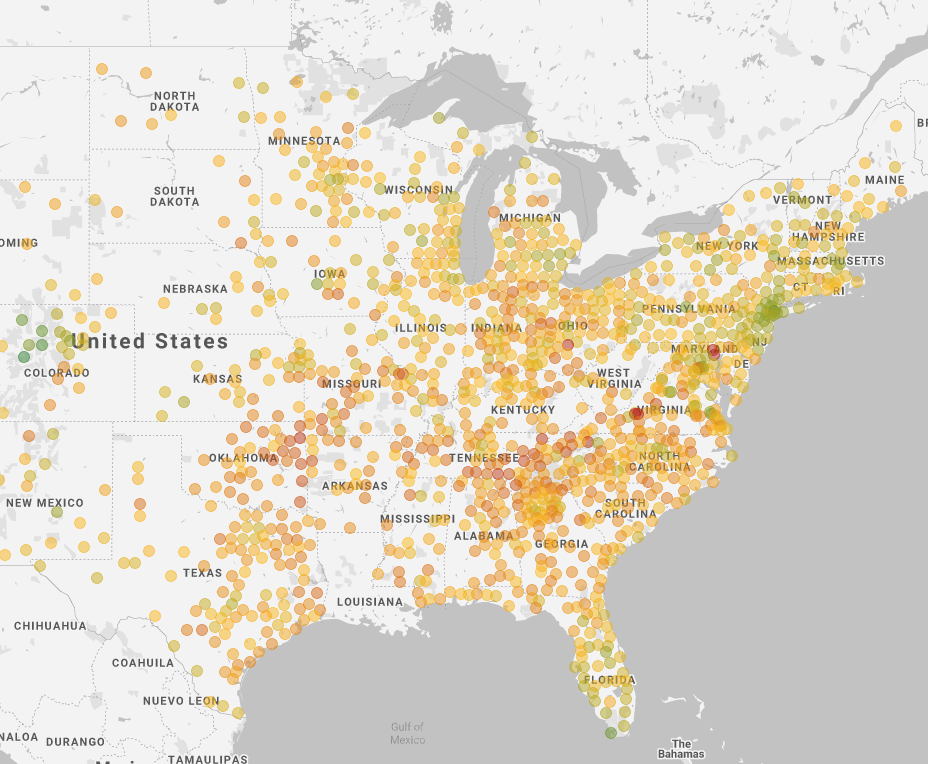 NORTH
DAKOTA
MINNESOTA
SOUTH
DAKOTA
WISCONSIN
MICHIGAN
VERMONT
MAINE
NEW
HAMPSHIRE
NEW YORK
MASSACHUSETTS
CT
RI
OMING
NEBRASKA
IOWA
PENNSYLVANIA
ILLINOIS
INDIANA
OHIO
United States
MARYLAND
NJ
DE
COLORADO
KANSAS
MISSOURI
WEST
VIRGINIA
KENTUCKY
VIRGINIA
OKLAHOMA
TENNESSEE
NORTH
CAROLINA
ARKANSAS
NEW MEXICO
MISSISSIPPI
SOUTH
CAROLINA
ALABAMA
GEORGIA
TEXAS
LOUISIANA
CHIHUAHUA
COAHUILA
FLORIDA
NUEVO LEON
Gulf of
Mexico
NALOA
DURANGO
The
Bahamas
TAMAULIPAS